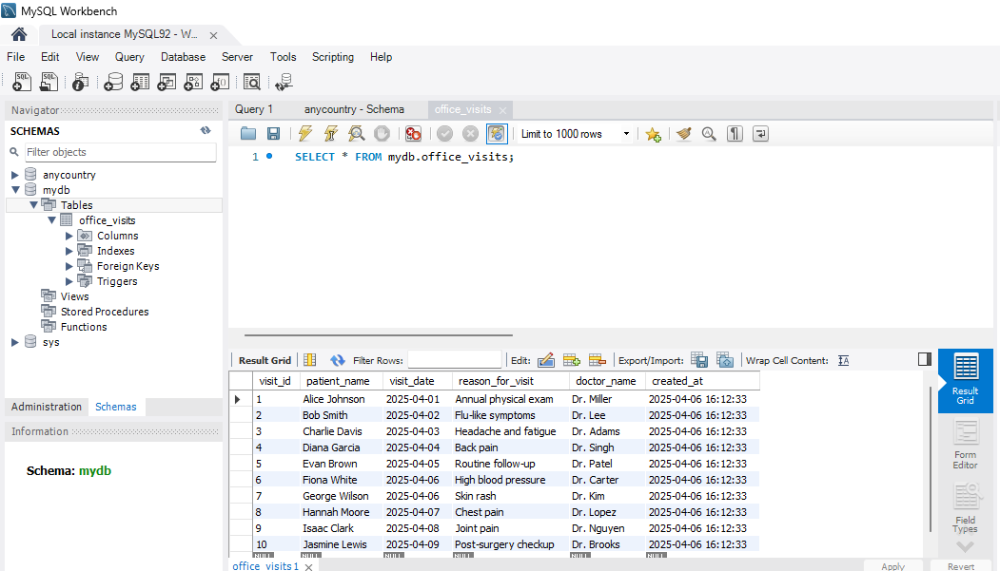 MySQL Workbench
Local instance MySQL92 - W...
File Edit View Query Database Server Tools Scripting Help
Navigator
SCHEMAS
Filter objects
anycountry
mydb
Tables
office_visits
Columns
Indexes
Foreign Keys
Triggers
Views
Stored Procedures
Functions
sys
Administration Schemas
Information
Schema: mydb
Query 1 anycountry - Schema office_visits
Limit to 1000 rows
1 SELECT * FROM mydb.office_visits;
Result Grid Filter Rows: Edit: Export/Import: Wrap Cell Content:
visit_id patient_name visit_date reason_for_visit doctor_name created_at
1 Alice Johnson 2025-04-01 Annual physical exam Dr. Miller 2025-04-06 16:12:33
2 Bob Smith 2025-04-02 Flu-like symptoms Dr. Lee 2025-04-06 16:12:33
3 Charlie Davis 2025-04-03 Headache and fatigue Dr. Adams 2025-04-06 16:12:33
4 Diana Garcia 2025-04-04 Back pain Dr. Singh 2025-04-06 16:12:33
5 Evan Brown 2025-04-05 Routine follow-up Dr. Patel 2025-04-06 16:12:33
6 Fiona White 2025-04-06 High blood pressure Dr. Carter 2025-04-06 16:12:33
7 George Wilson 2025-04-06 Skin rash Dr. Kim 2025-04-06 16:12:33
8 Hannah Moore 2025-04-07 Chest pain Dr. Lopez 2025-04-06 16:12:33
9 Isaac Clark 2025-04-08 Joint pain Dr. Nguyen 2025-04-06 16:12:33
10 Jasmine Lewis 2025-04-09 Post-surgery checkup Dr. Brooks 2025-04-06 16:12:33
NULL NULL NULL NULL NULL NULL
Result
Grid
Form
Editor
Field
Types
office_visits 1 Apply Revert